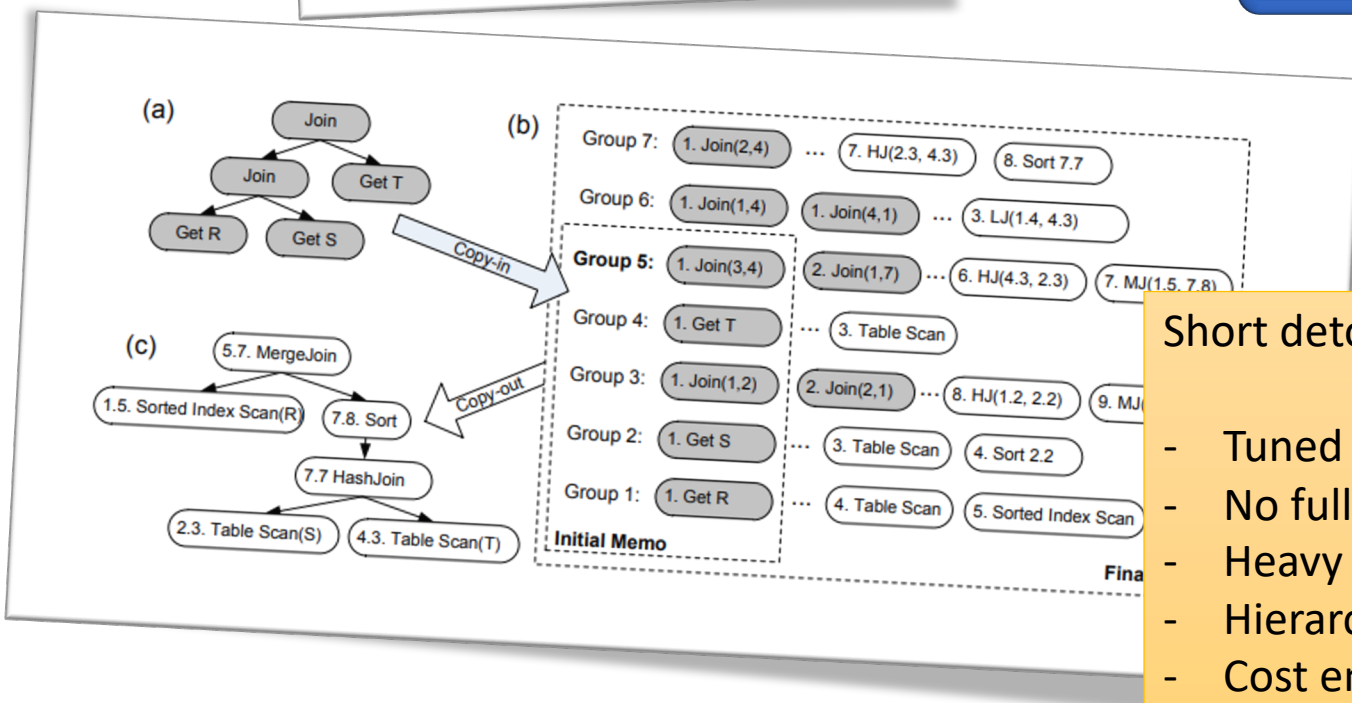 (a)
Join
Join
Get T
Get R
Get S
Copy-in
(b)
Group 7: 1. Join(2,4) ... 7. HJ(2.3, 4.3) 8. Sort 7.7
Group 6: 1. Join(1,4) 1. Join(4,1) ... 3. LJ(1.4, 4.3)
Group 5: 1. Join(3,4) 2. Join(1,7) ... 6. HJ(4.3, 2.3) 7. MJ(1.5, 7.8)
Group 4: 1. Get T ... 3. Table Scan
Group 3: 1. Join(1,2) 2. Join(2,1) ... 8. HJ(1.2, 2.2) 9. MJ(
Group 2: 1. Get S ... 3. Table Scan 4. Sort 2.2
Group 1: 1. Get R ... 4. Table Scan 5. Sorted Index Scan
Initial Memo
Fina
(c)
5.7. MergeJoin
1.5. Sorted Index Scan(R)
7.8. Sort
7.7 HashJoin
2.3. Table Scan(S)
4.3. Table Scan(T)
Copy-out
Short deto
- Tuned
- No full
- Heavy
- Hierar
- Cost